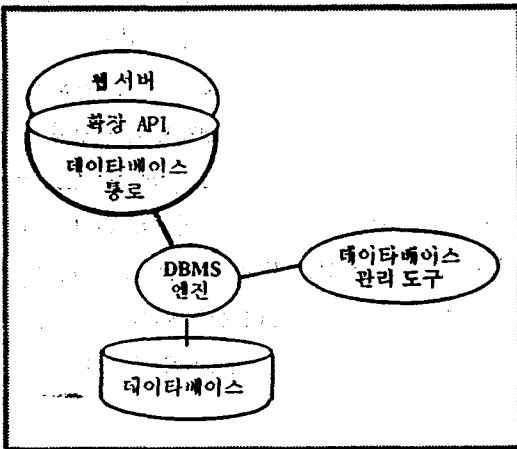 웹 서버
확장 API
데이타베이스
통로
DBMS
엔진
데이타베이스
관리 도구
데이타베이스